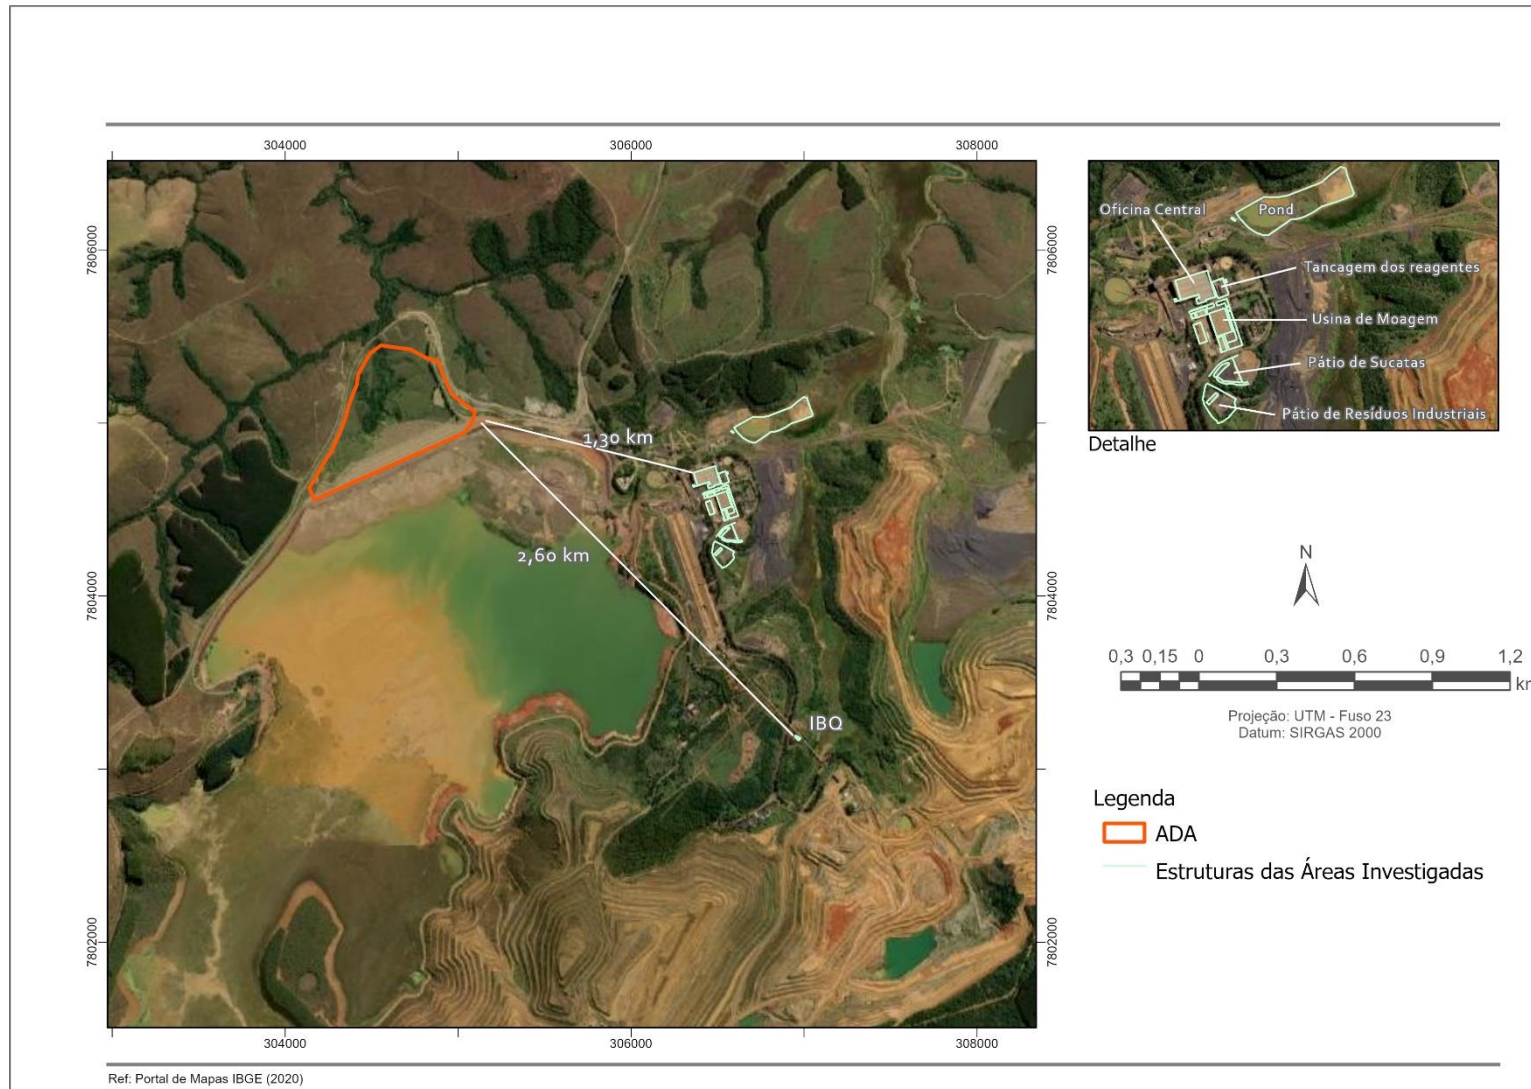 304000
306000
308000
7806000
7806000
Oficina Central
Pond
Tancagem dos reagentes
Usina de Moagem
Pátio de Sucatas
Pátio de Resíduos Industriais
Detalhe
1,30 km
2,60 km
IBQ
7804000
7804000
N
0,3 0,15 0 0,3 0,6 0,9 1,2
km
Projeção: UTM - Fuso 23
Datum: SIRGAS 2000
Legenda
ADA
Estruturas das Áreas Investigadas
7802000
7802000
304000
306000
308000
Ref: Portal de Mapas IBGE (2020)